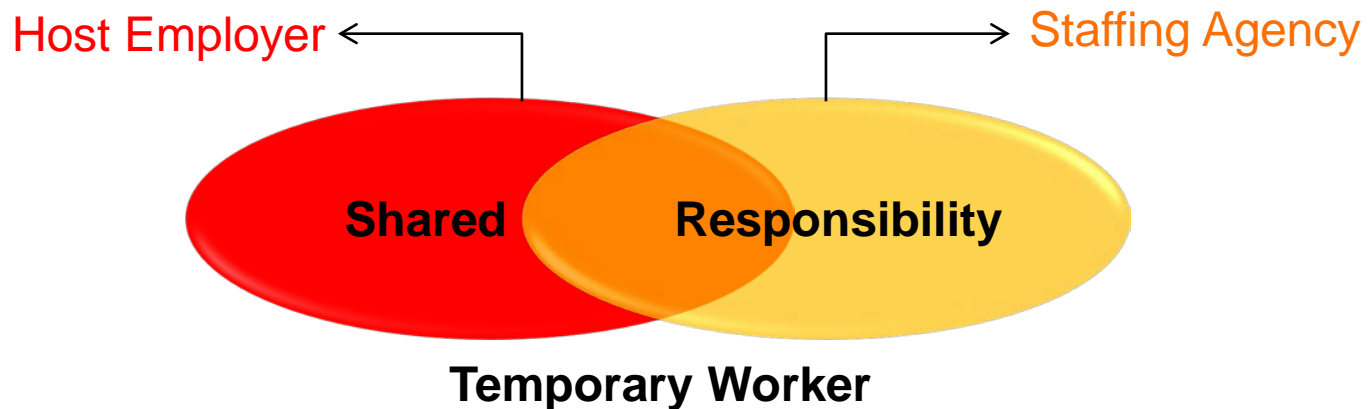 Host Employer
Staffing Agency
Shared Responsibility
Temporary Worker